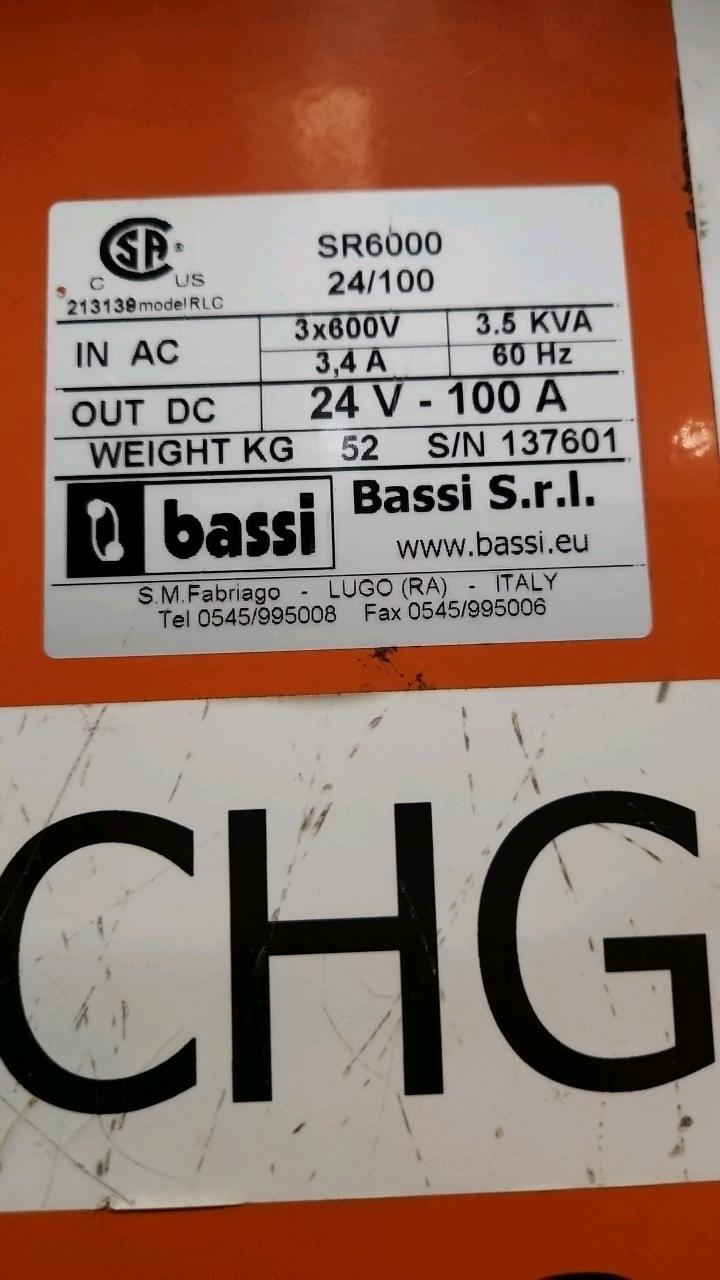 CSA®
C US
213139 model RLC
SR6000
24/100
IN AC
3x600V
3.5 KVA
3,4 A
60 Hz
OUT DC
24 V - 100 A
WEIGHT KG 52 S/N 137601
bassi
Bassi S.r.l.
www.bassi.eu
S.M.Fabriago - LUGO (RA) - ITALY
Tel 0545/995008 Fax 0545/995006
CHG